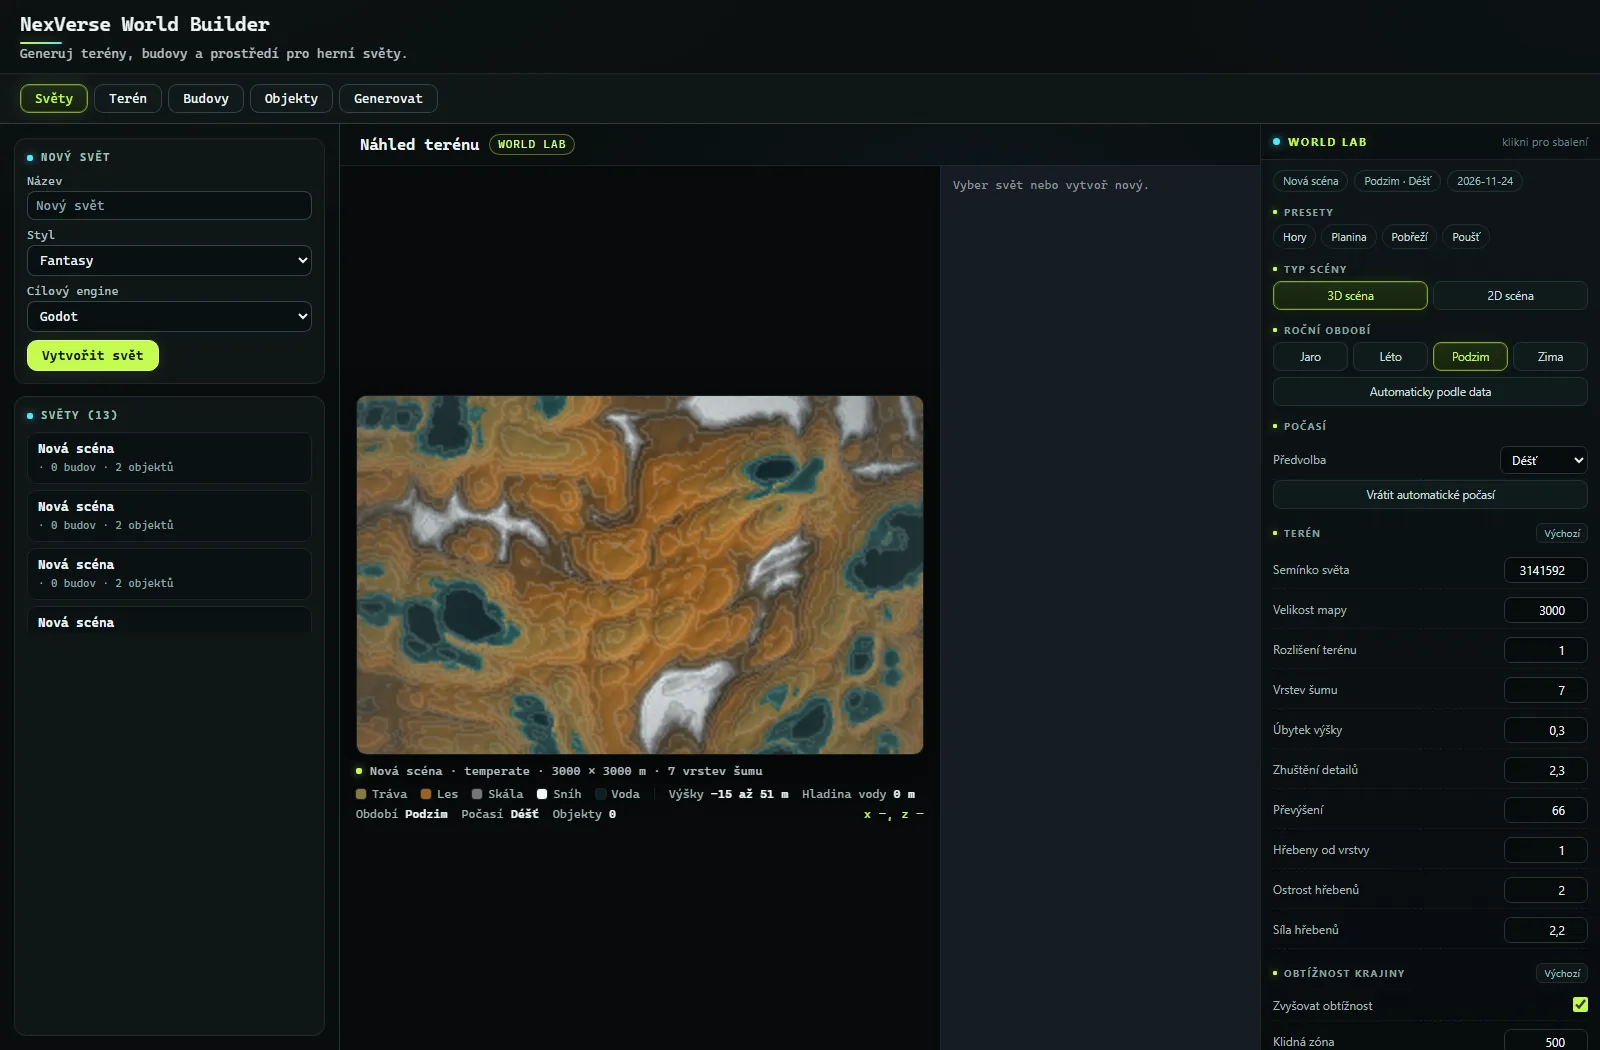 NexVerse World Builder
Generuj terény, budovy a prostředí pro herní světy.
Světy Terén Budovy Objekty Generovat
NOVÝ SVĚT
Název
Nový svět
Styl
Fantasy
Cílový engine
Godot
Vytvořit svět
SVĚTY (13)
Nová scéna
· 0 budov · 2 objektů
Nová scéna
· 0 budov · 2 objektů
Nová scéna
· 0 budov · 2 objektů
Nová scéna
Náhled terénu WORLD LAB
Nová scéna · temperate · 3000 × 3000 m · 7 vrstev šumu
Tráva Les Skála Sníh Voda Výšky −15 až 51 m Hladina vody 0 m
Období Podzim Počasí Déšť Objekty 0 x −, z −
Vyber svět nebo vytvoř nový.
WORLD LAB klikni pro sbalení
Nová scéna Podzim · Déšť 2026-11-24
PRESETY
Hory Planina Pobřeží Poušť
TYP SCÉNY
3D scéna 2D scéna
ROČNÍ OBDOBÍ
Jaro Léto Podzim Zima
Automaticky podle data
POČASÍ
Předvolba Déšť
Vrátit automatické počasí
TERÉN Výchozí
Semínko světa 3141592
Velikost mapy 3000
Rozlišení terénu 1
Vrstev šumu 7
Úbytek výšky 0,3
Zhuštění detailů 2,3
Převýšení 66
Hřebeny od vrstvy 1
Ostrost hřebenů 2
Síla hřebenů 2,2
OBTÍŽNOST KRAJINY Výchozí
Zvyšovat obtížnost
Klidná zóna 500